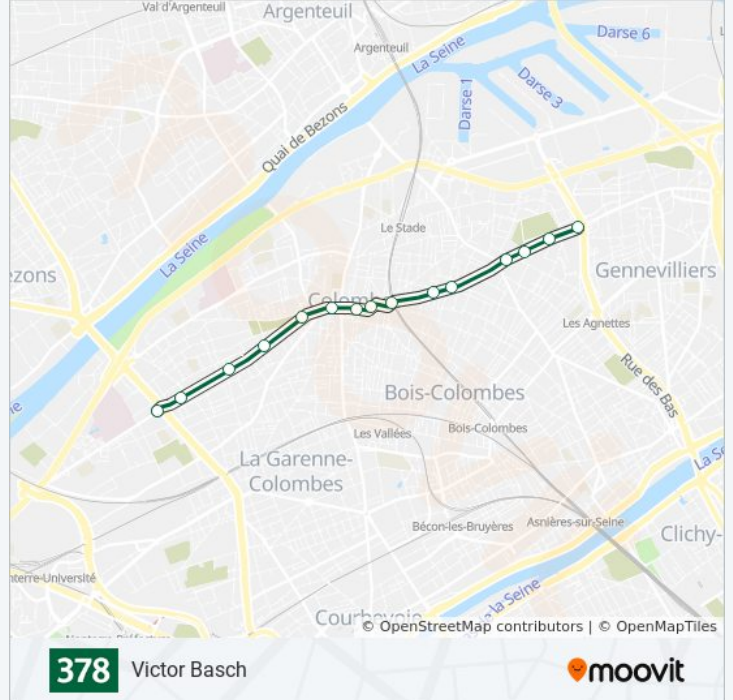 Val d'Argenteuil
Argenteuil
Darse 6
Argenteuil
La Seine
Darse 3
Darse 1
Quai de Bezons
Le Stade
La Seine
ezons
Gennevilliers
Les Agnettes
Rue des Bas
Bois-Colombes
Les Vallées
Bois-Colombes
La Garenne-
Colombes
Bécon-les-Bruyères
Asnières-sur-Seine
Clichy-
nterre-Université
la Seine
© OpenStreetMap contributors | © OpenMapTiles
378 Victor Basch
moovit